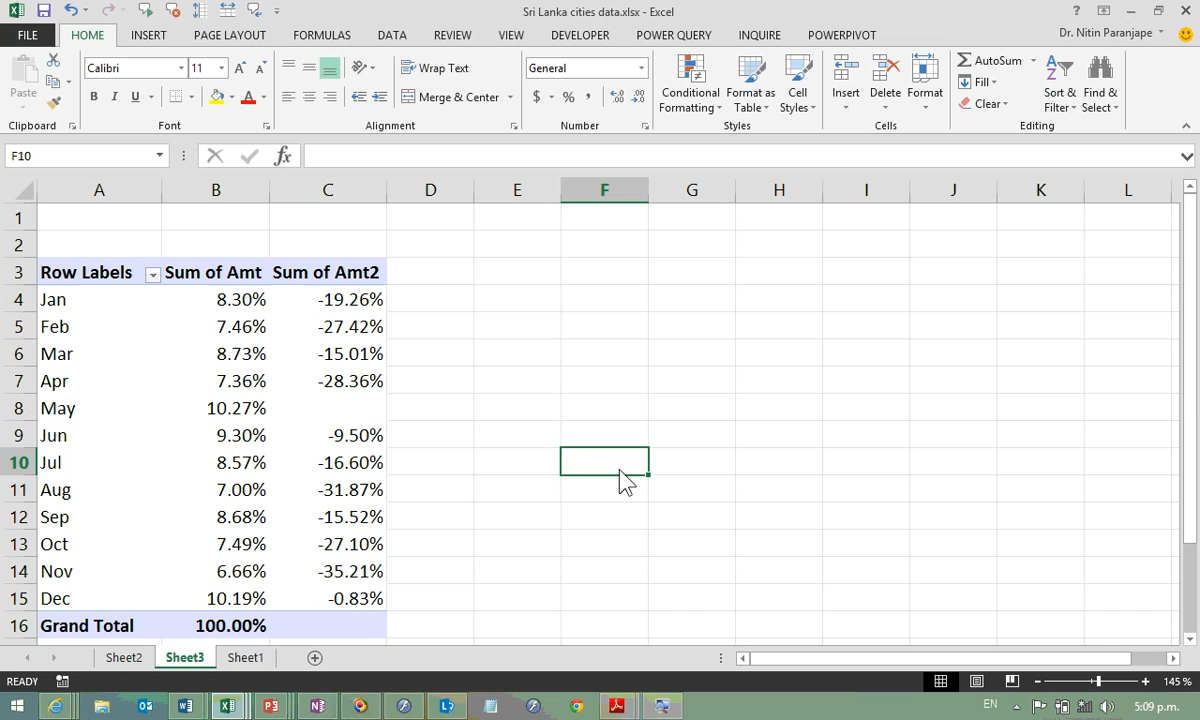 Sri Lanka cities data.xlsx - Excel
FILE HOME INSERT PAGE LAYOUT FORMULAS DATA REVIEW VIEW DEVELOPER POWER QUERY INQUIRE POWERPIVOT Dr. Nitin Paranjape
Paste
Calibri 11
B I U
Wrap Text
Merge & Center
General
$ % ,
Conditional Formatting
Format as Table
Cell Styles
Insert Delete Format
AutoSum
Fill
Clear
Sort & Filter
Find & Select
Clipboard Font Alignment Number Styles Cells Editing
F10 fx
A B C D E F G H I J K L
1
2
3 Row Labels Sum of Amt Sum of Amt2
4 Jan 8.30% -19.26%
5 Feb 7.46% -27.42%
6 Mar 8.73% -15.01%
7 Apr 7.36% -28.36%
8 May 10.27%
9 Jun 9.30% -9.50%
10 Jul 8.57% -16.60%
11 Aug 7.00% -31.87%
12 Sep 8.68% -15.52%
13 Oct 7.49% -27.10%
14 Nov 6.66% -35.21%
15 Dec 10.19% -0.83%
16 Grand Total 100.00%
Sheet2 Sheet3 Sheet1
READY 145 %
EN 5:09 p.m.